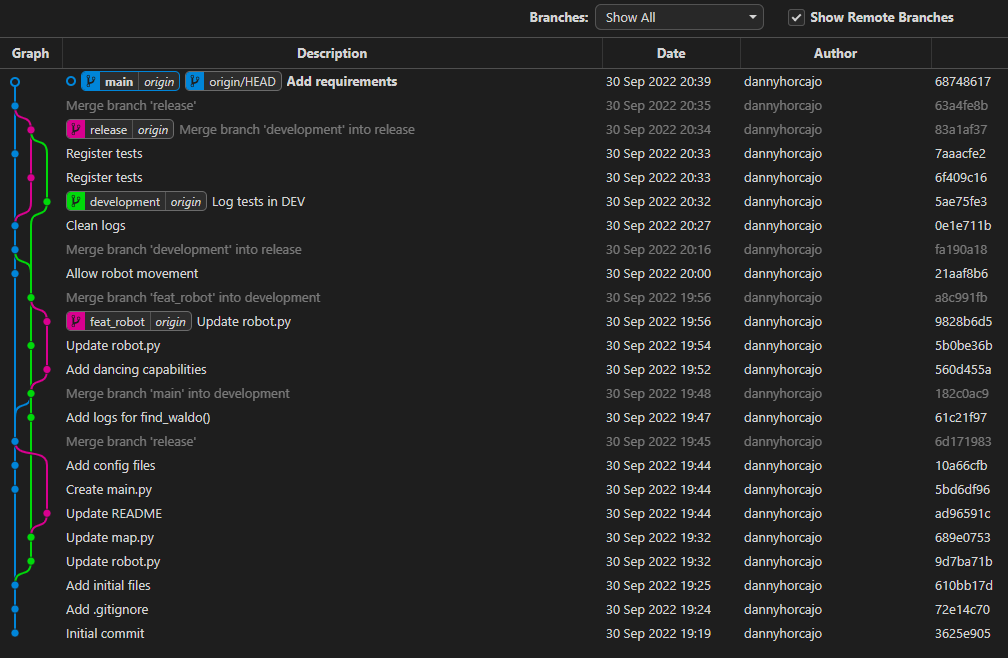 Branches: Show All Show Remote Branches
Graph Description Date Author
main origin origin/HEAD Add requirements 30 Sep 2022 20:39 dannyhorcajo 68748617
Merge branch 'release' 30 Sep 2022 20:35 dannyhorcajo 63a4fe8b
release origin Merge branch 'development' into release 30 Sep 2022 20:34 dannyhorcajo 83a1af37
Register tests 30 Sep 2022 20:33 dannyhorcajo 7aaacfe2
Register tests 30 Sep 2022 20:33 dannyhorcajo 6f409c16
development origin Log tests in DEV 30 Sep 2022 20:32 dannyhorcajo 5ae75fe3
Clean logs 30 Sep 2022 20:27 dannyhorcajo 0e1e711b
Merge branch 'development' into release 30 Sep 2022 20:16 dannyhorcajo fa190a18
Allow robot movement 30 Sep 2022 20:00 dannyhorcajo 21aaf8b6
Merge branch 'feat_robot' into development 30 Sep 2022 19:56 dannyhorcajo a8c991fb
feat_robot origin Update robot.py 30 Sep 2022 19:56 dannyhorcajo 9828b6d5
Update robot.py 30 Sep 2022 19:54 dannyhorcajo 5b0be36b
Add dancing capabilities 30 Sep 2022 19:52 dannyhorcajo 560d455a
Merge branch 'main' into development 30 Sep 2022 19:48 dannyhorcajo 182c0ac9
Add logs for find_waldo() 30 Sep 2022 19:47 dannyhorcajo 61c21f97
Merge branch 'release' 30 Sep 2022 19:45 dannyhorcajo 6d171983
Add config files 30 Sep 2022 19:44 dannyhorcajo 10a66cfb
Create main.py 30 Sep 2022 19:44 dannyhorcajo 5bd6df96
Update README 30 Sep 2022 19:44 dannyhorcajo ad96591c
Update map.py 30 Sep 2022 19:32 dannyhorcajo 689e0753
Update robot.py 30 Sep 2022 19:32 dannyhorcajo 9d7ba71b
Add initial files 30 Sep 2022 19:25 dannyhorcajo 610bb17d
Add .gitignore 30 Sep 2022 19:24 dannyhorcajo 72e14c70
Initial commit 30 Sep 2022 19:19 dannyhorcajo 3625e905